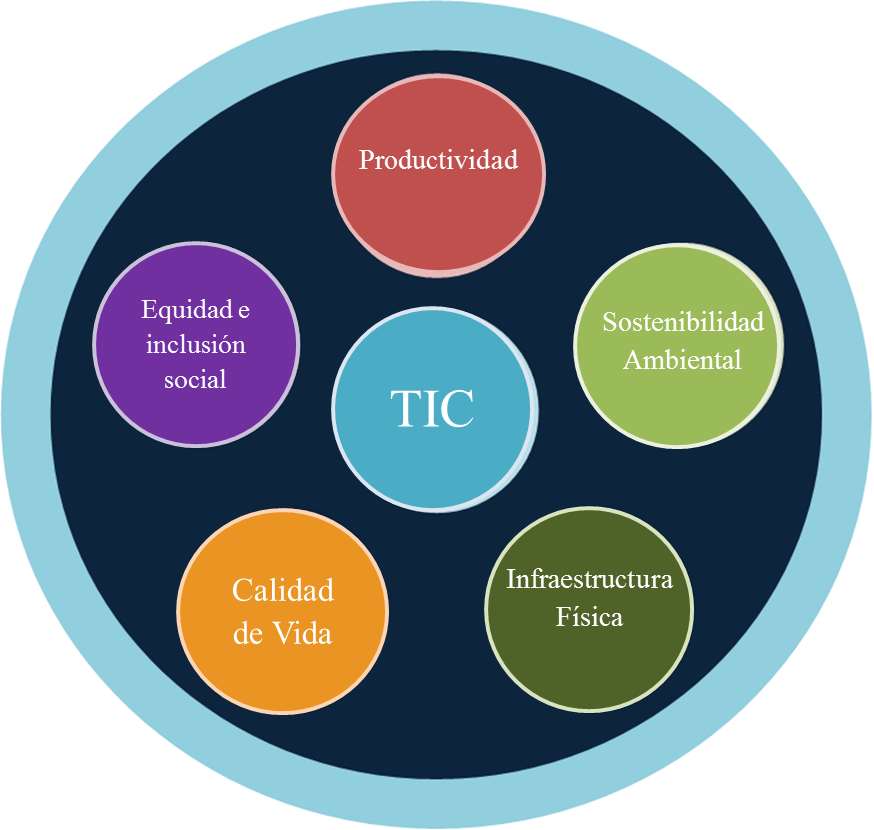 Productividad
Equidad e
inclusión
social
Sostenibilidad
Ambiental
TIC
Calidad
de Vida
Infraestructura
Física